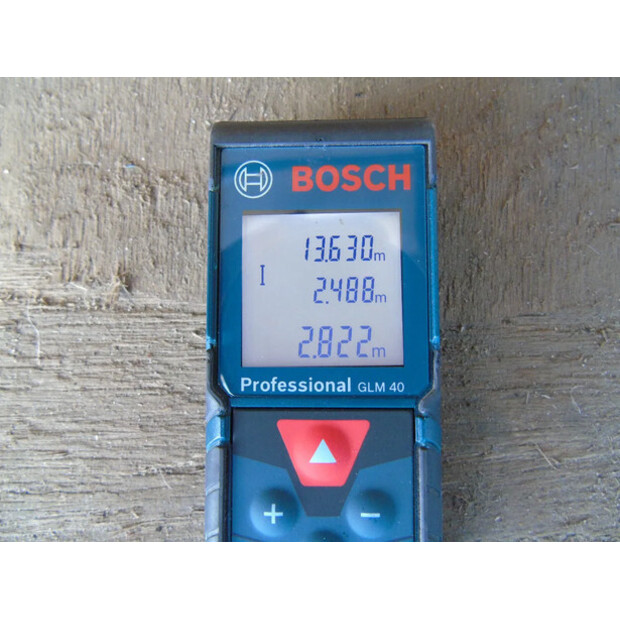 BOSCH
13.630m
2.488m
2.822m
Professional GLM 40
+ -